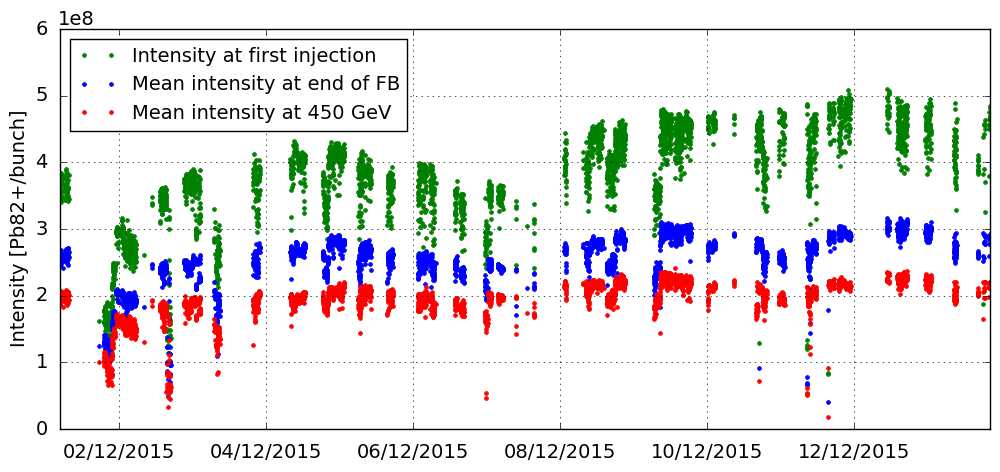 1e8
6
5
4
3
2
1
0
Intensity [Pb82+/bunch]
Intensity at first injection
Mean intensity at end of FB
Mean intensity at 450 GeV
02/12/2015 04/12/2015 06/12/2015 08/12/2015 10/12/2015 12/12/2015